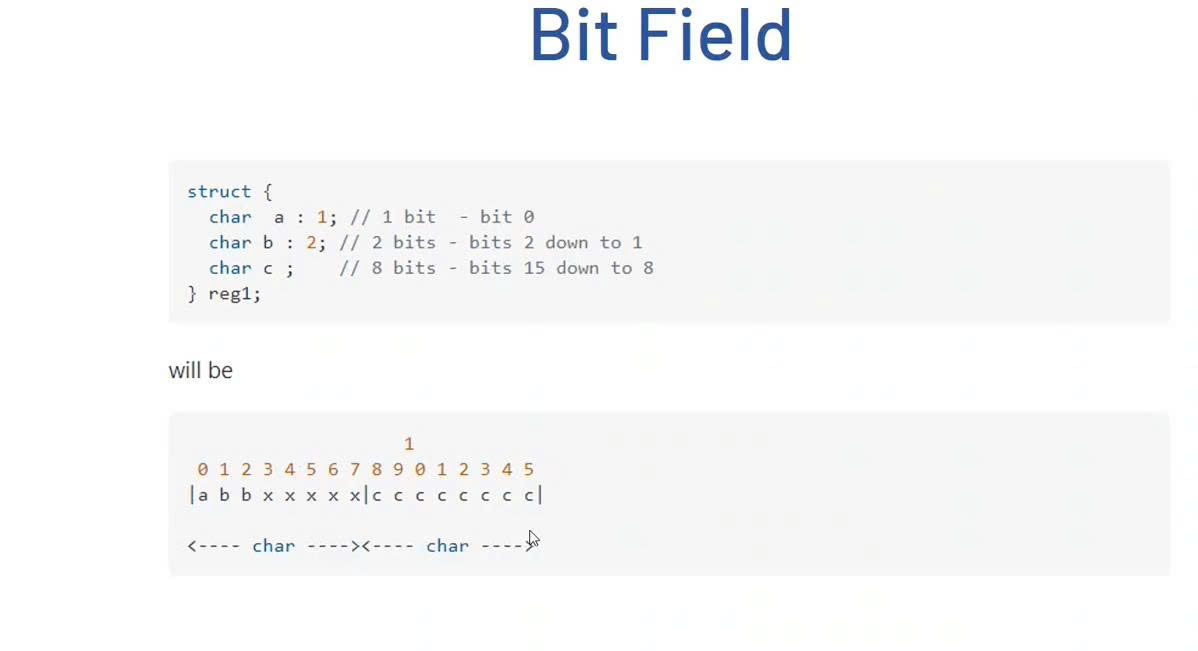 Bit Field
struct {
  char  a : 1; // 1 bit  - bit 0
  char b : 2; // 2 bits - bits 2 down to 1
  char c ;    // 8 bits - bits 15 down to 8
} reg1;
will be
                    1
 0 1 2 3 4 5 6 7 8 9 0 1 2 3 4 5
|a b b x x x x x|c c c c c c c c|
<---- char ----><---- char ---->